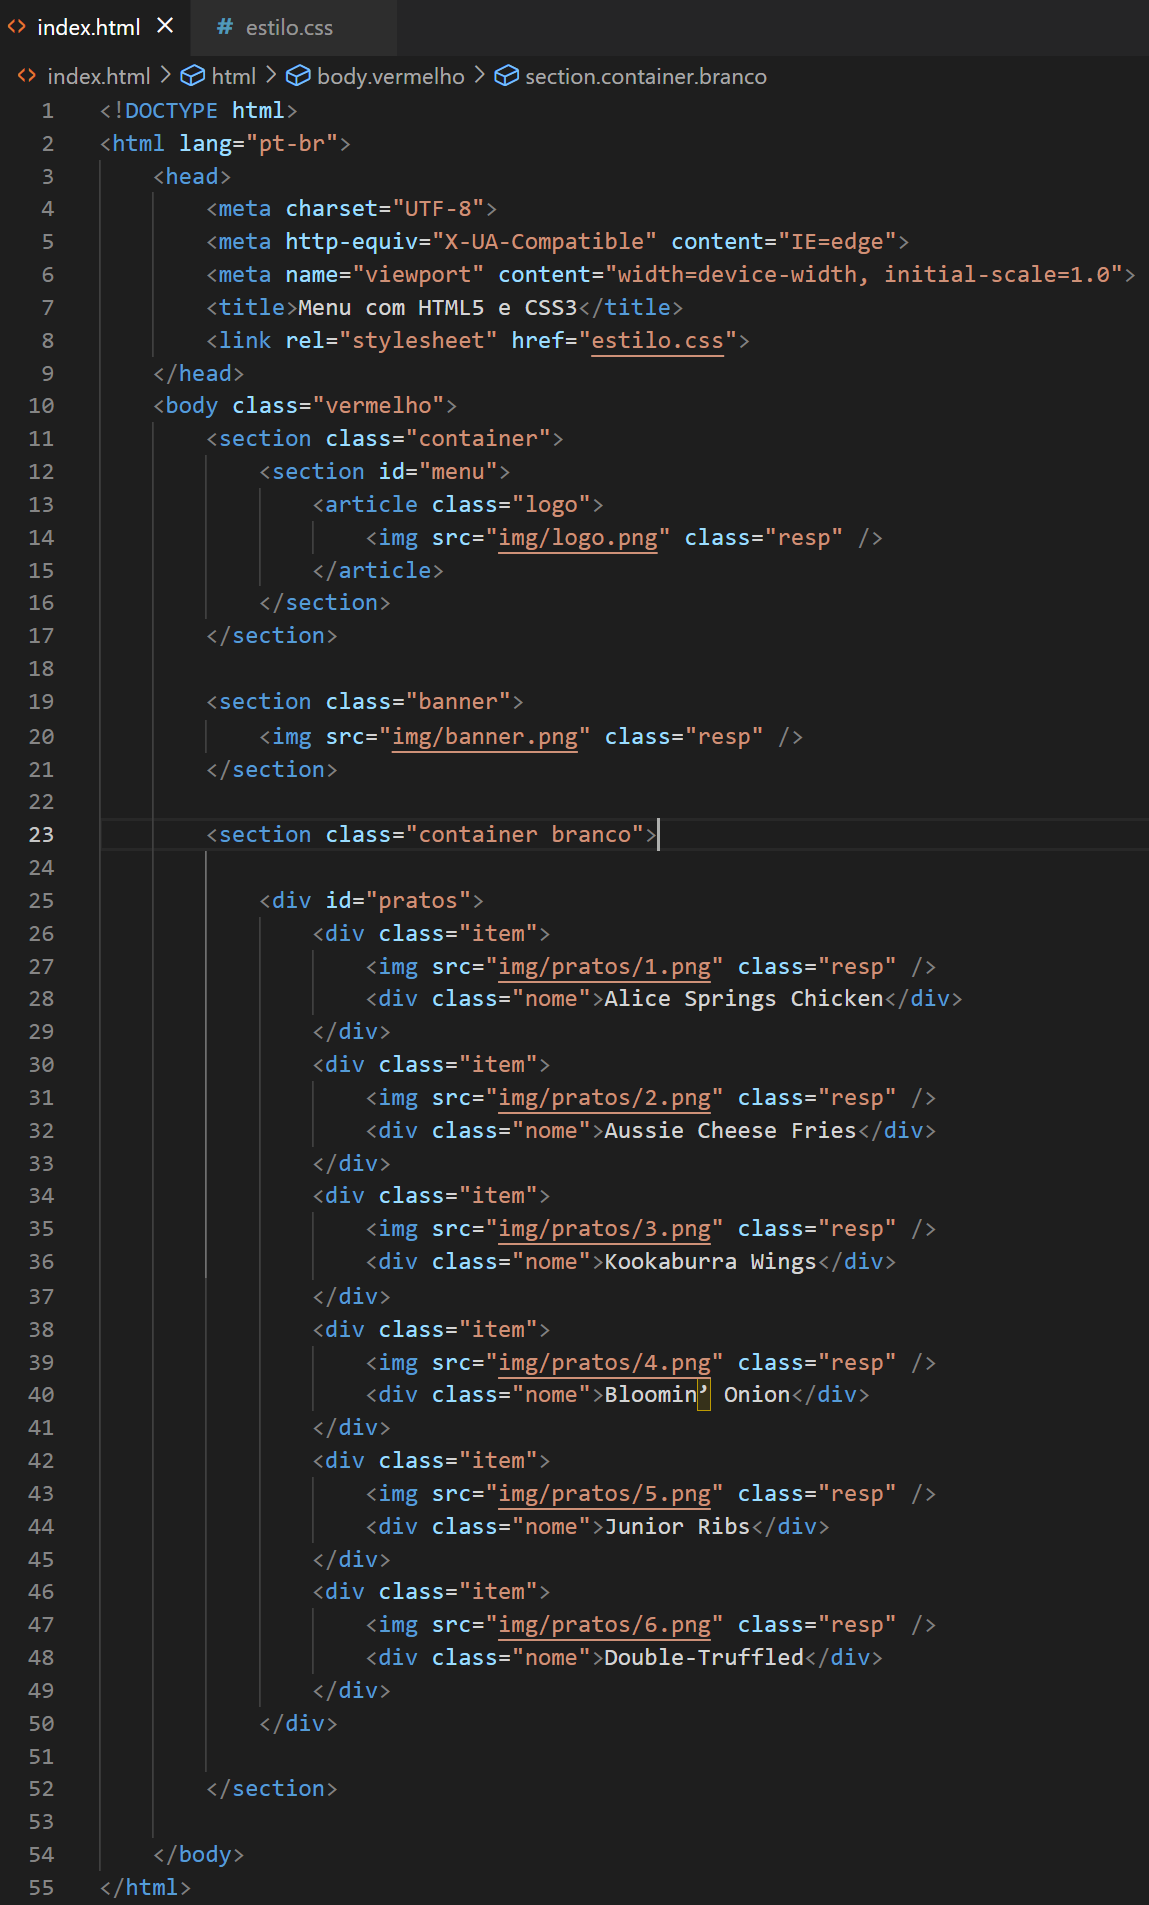 index.html
# estilo.css
index.html > html > body.vermelho > section.container.branco
1 <!DOCTYPE html>
2 <html lang="pt-br">
3 <head>
4 <meta charset="UTF-8">
5 <meta http-equiv="X-UA-Compatible" content="IE=edge">
6 <meta name="viewport" content="width=device-width, initial-scale=1.0">
7 <title>Menu com HTML5 e CSS3</title>
8 <link rel="stylesheet" href="estilo.css">
9 </head>
10 <body class="vermelho">
11 <section class="container">
12 <section id="menu">
13 <article class="logo">
14 <img src="img/logo.png" class="resp" />
15 </article>
16 </section>
17 </section>
18
19 <section class="banner">
20 <img src="img/banner.png" class="resp" />
21 </section>
22
23 <section class="container branco">
24
25 <div id="pratos">
26 <div class="item">
27 <img src="img/pratos/1.png" class="resp" />
28 <div class="nome">Alice Springs Chicken</div>
29 </div>
30 <div class="item">
31 <img src="img/pratos/2.png" class="resp" />
32 <div class="nome">Aussie Cheese Fries</div>
33 </div>
34 <div class="item">
35 <img src="img/pratos/3.png" class="resp" />
36 <div class="nome">Kookaburra Wings</div>
37 </div>
38 <div class="item">
39 <img src="img/pratos/4.png" class="resp" />
40 <div class="nome">Bloomin’ Onion</div>
41 </div>
42 <div class="item">
43 <img src="img/pratos/5.png" class="resp" />
44 <div class="nome">Junior Ribs</div>
45 </div>
46 <div class="item">
47 <img src="img/pratos/6.png" class="resp" />
48 <div class="nome">Double-Truffled</div>
49 </div>
50 </div>
51
52 </section>
53
54 </body>
55 </html>